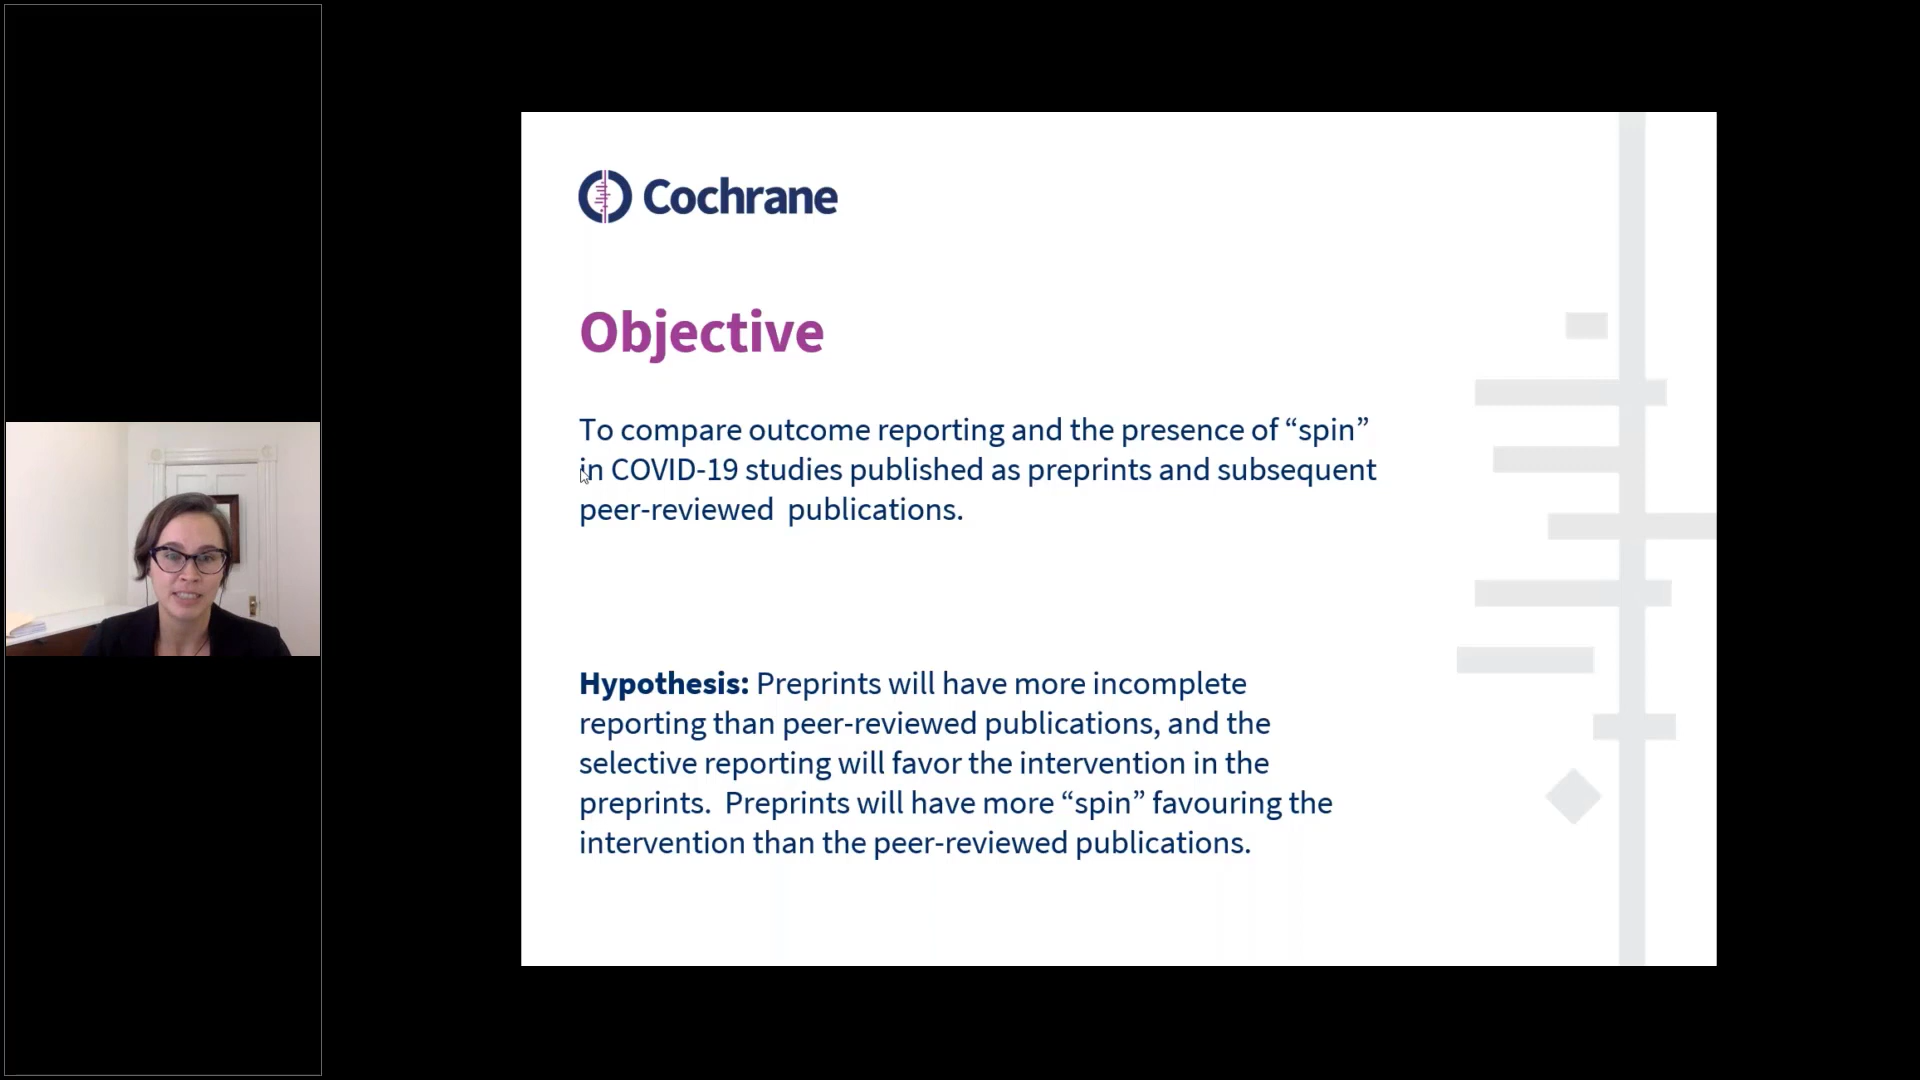 Cochrane
Objective
To compare outcome reporting and the presence of “spin”
in COVID-19 studies published as preprints and subsequent
peer-reviewed  publications.
Hypothesis: Preprints will have more incomplete
reporting than peer-reviewed publications, and the
selective reporting will favor the intervention in the
preprints.  Preprints will have more “spin” favouring the
intervention than the peer-reviewed publications.